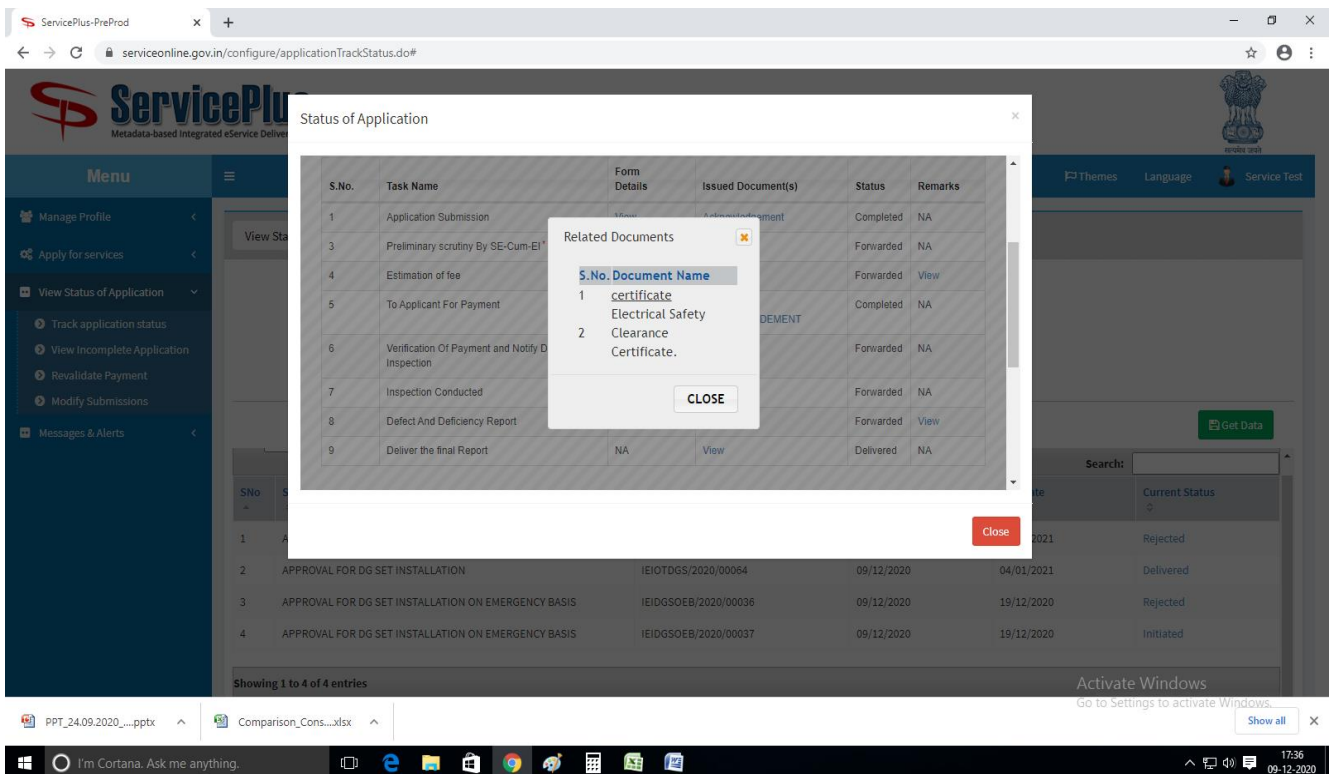 ServicePlus-PreProd
serviceonline.gov.in/configure/applicationTrackStatus.do#
ServicePlu
Metadata-based Integrated eService Deliver
सत्यमेव जयते
Menu
Themes Language Service Test
Manage Profile
Apply for services
View Status of Application
Track application status
View Incomplete Application
Revalidate Payment
Modify Submissions
Messages & Alerts
View Sta
Status of Application ×
S.No. Task Name Form Details Issued Document(s) Status Remarks
1 Application Submission View Acknowledgement Completed NA
3 Preliminary scrutiny By SE-Cum-EI* Forwarded NA
4 Estimation of fee Forwarded View
5 To Applicant For Payment DEMENT Completed NA
6 Verification Of Payment and Notify D
Inspection Forwarded NA
7 Inspection Conducted Forwarded NA
8 Defect And Deficiency Report Forwarded View
9 Deliver the final Report NA View Delivered NA
Related Documents
S.No. Document Name
1 certificate
Electrical Safety
2 Clearance
Certificate.
CLOSE
Close
Get Data
Search:
SNo S te Current Status
1 A 2021 Rejected
2 APPROVAL FOR DG SET INSTALLATION IEIOTDGS/2020/00064 09/12/2020 04/01/2021 Delivered
3 APPROVAL FOR DG SET INSTALLATION ON EMERGENCY BASIS IEIDGSOEB/2020/00036 09/12/2020 19/12/2020 Rejected
4 APPROVAL FOR DG SET INSTALLATION ON EMERGENCY BASIS IEIDGSOEB/2020/00037 09/12/2020 19/12/2020 Initiated
Showing 1 to 4 of 4 entries
Activate Windows
Go to Settings to activate Windows.
PPT_24.09.2020_....pptx Comparison_Cons....xlsx Show all
I'm Cortana. Ask me anything.
17:36
09-12-2020